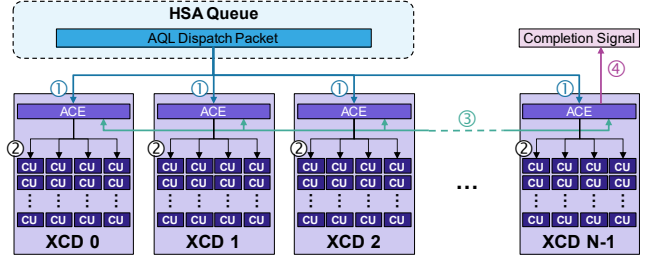 HSA Queue
AQL Dispatch Packet
Completion Signal
① ① ① ① ④
ACE ACE ACE ACE
③
② ② ② ②
CU CU CU CU CU CU CU CU CU CU CU CU CU CU CU CU
CU CU CU CU CU CU CU CU CU CU CU CU CU CU CU CU
...
CU CU CU CU CU CU CU CU CU CU CU CU CU CU CU CU
XCD 0 XCD 1 XCD 2 XCD N-1